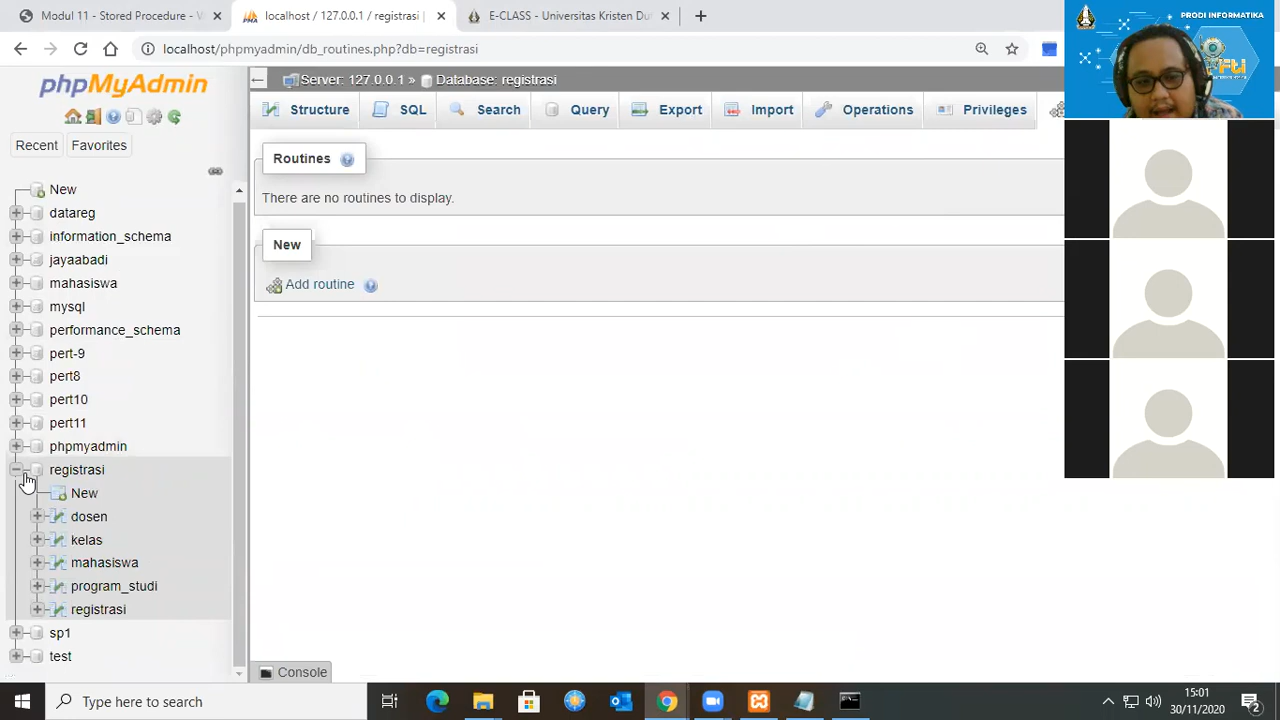 Modul 11 - Stored Procedure - V
localhost / 127.0.0.1 / registrasi |
E-CLASS - Universitas Kristen Dut
localhost/phpmyadmin/db_routines.php?db=registrasi
PRODI INFORMATIKA
phpMyAdmin
Server: 127.0.0.1 » Database: registrasi
Structure
SQL
Search
Query
Export
Import
Operations
Privileges
Recent
Favorites
Routines
There are no routines to display.
New
Add routine
New
datareg
information_schema
jayaabadi
mahasiswa
mysql
performance_schema
pert-9
pert8
pert10
pert11
phpmyadmin
registrasi
New
dosen
kelas
mahasiswa
program_studi
registrasi
sp1
test
Console
Type here to search
15:01
30/11/2020
2